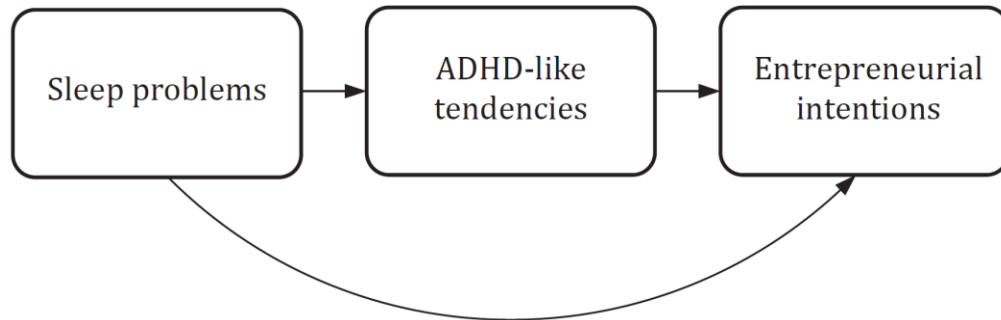 Sleep problems
ADHD-like
tendencies
Entrepreneurial
intentions